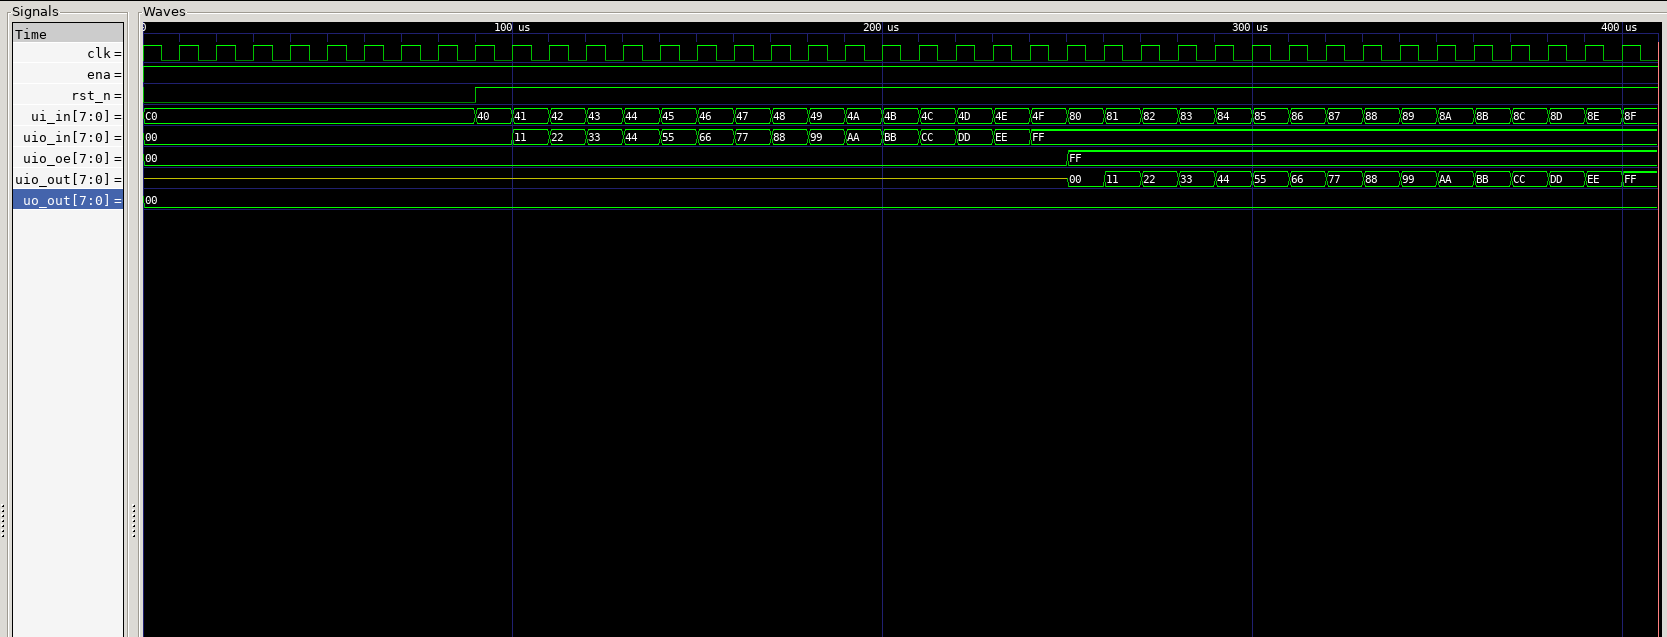 Signals Waves
Time 0 100 us 200 us 300 us 400 us
clk =
ena =
rst_n =
ui_in[7:0] = C0 40 41 42 43 44 45 46 47 48 49 4A 4B 4C 4D 4E 4F 80 81 82 83 84 85 86 87 88 89 8A 8B 8C 8D 8E 8F
uio_in[7:0] = 00 11 22 33 44 55 66 77 88 99 AA BB CC DD EE FF
uio_oe[7:0] = 00 FF
uio_out[7:0] = 00 11 22 33 44 55 66 77 88 99 AA BB CC DD EE FF
uo_out[7:0] = 00